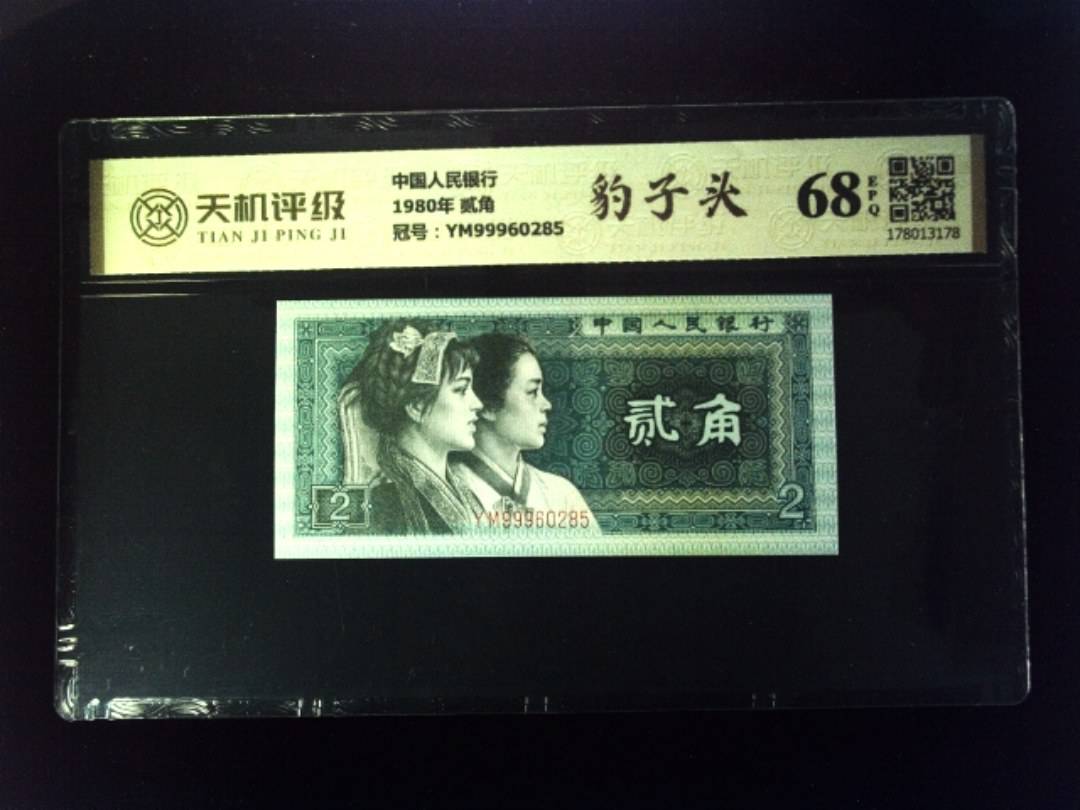 天机评级
TIAN JI PING JI
中国人民银行
1980年 贰角
冠号：YM99960285
豹子头
68
EPQ
178013178
中国人民银行
贰角
2
2
YM99960285